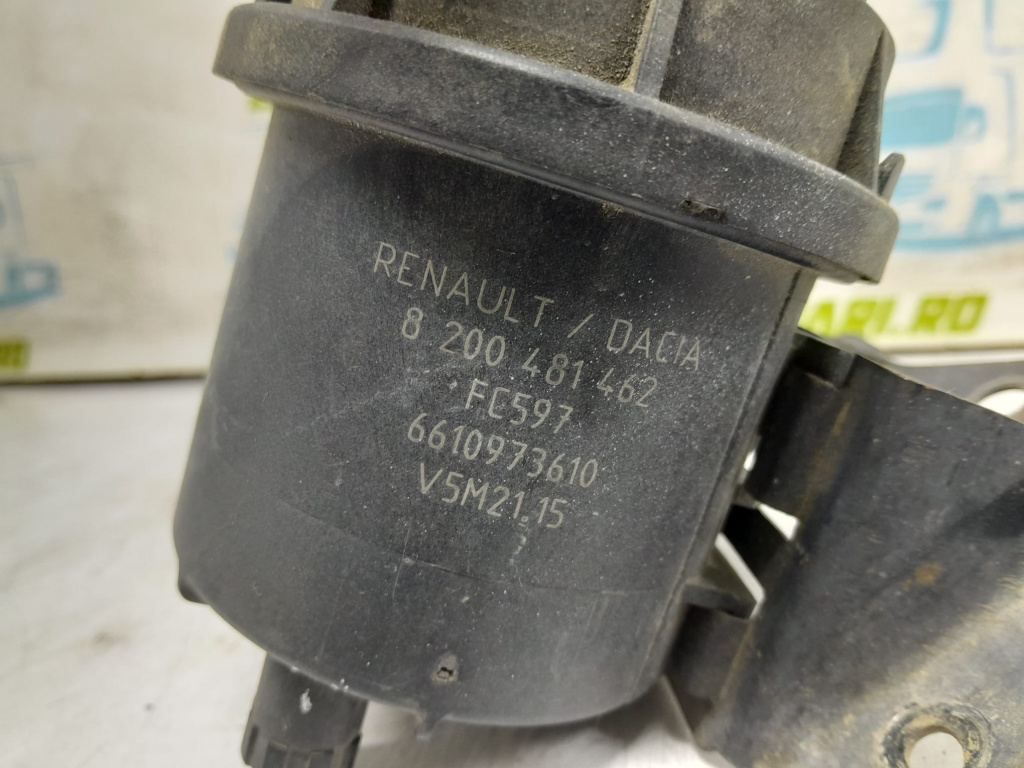 RENAULT / DACIA
8 200 481 462
FC597
6610973610
V5M21.15